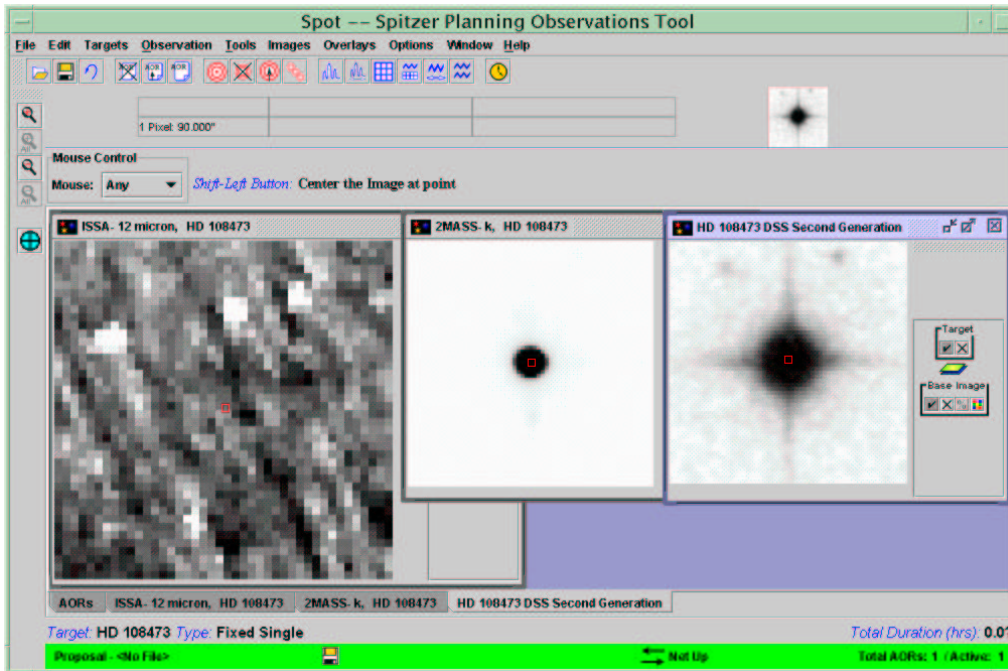 Spot -- Spitzer Planning Observations Tool
File Edit Targets Observation Tools Images Overlays Options Window Help
1 Pixel: 90.000"
Mouse Control
Mouse: Any Shift-Left Button: Center the Image at point
ISSA- 12 micron, HD 108473
2MASS- k, HD 108473
HD 108473 DSS Second Generation
Target
Base Image
AORs ISSA- 12 micron, HD 108473 2MASS- k, HD 108473 HD 108473 DSS Second Generation
Target: HD 108473 Type: Fixed Single Total Duration (hrs): 0.0
Proposal - <No File> Net Up Total AORs: 1 (Active: 1